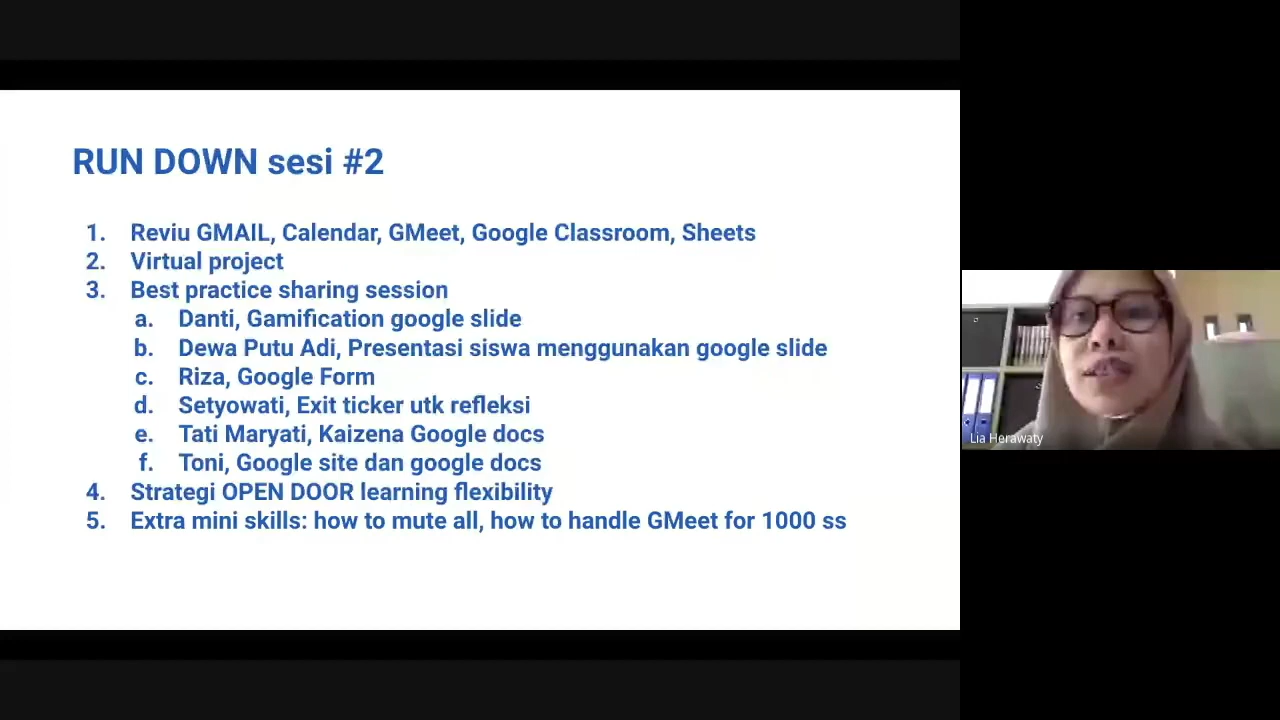 RUN DOWN sesi #2
1. Reviu GMAIL, Calendar, GMeet, Google Classroom, Sheets
2. Virtual project
3. Best practice sharing session
a. Danti, Gamification google slide
b. Dewa Putu Adi, Presentasi siswa menggunakan google slide
c. Riza, Google Form
d. Setyowati, Exit ticker utk refleksi
e. Tati Maryati, Kaizena Google docs
f. Toni, Google site dan google docs
4. Strategi OPEN DOOR learning flexibility
5. Extra mini skills: how to mute all, how to handle GMeet for 1000 ss
Lia Herawaty